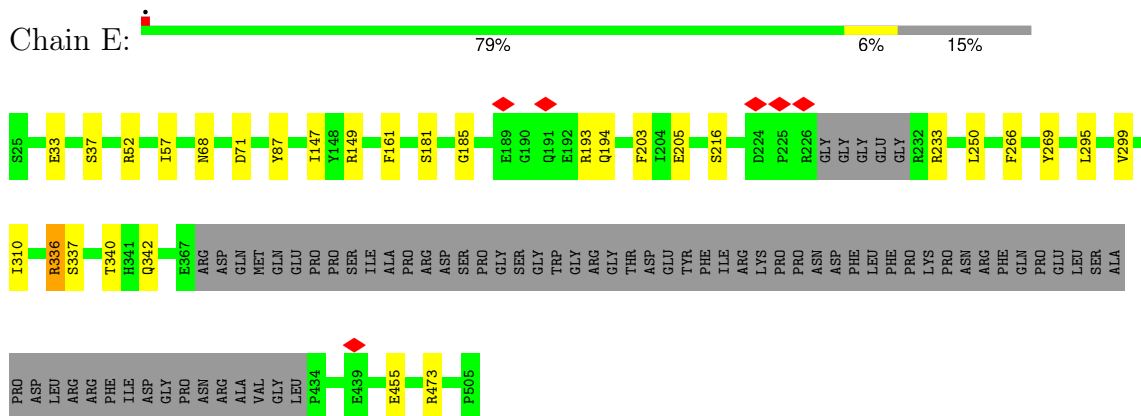 Chain E:
79% 6% 15%
S25 E33 S37 R52 I57 N68 D71 Y87 I147 Y148 R149 F161 S181 G185 E189 G190 Q191 E192 R193 Q194 F203 I204 E205 S216 D224 P225 R226 GLY GLY GLY GLU GLY R232 R233 L250 F266 Y269 L295 V299
I310 R336 S337 T340 H341 Q342 E367 ARG ASP GLN MET GLN GLU PRO PRO SER ILE ALA PRO ARG ASP SER PRO GLY SER GLY TRP GLY ARG GLY THR ASP GLU TYR PHE ILE ARG LYS PRO PRO ASN ASP PHE LEU PHE PRO LYS PRO ASN ARG PHE GLN PRO GLU LEU SER ALA
PRO ASP LEU ARG ARG PHE ILE ASP GLY PRO ASN ARG ALA VAL GLY LEU P434 E439 E455 R473 P505